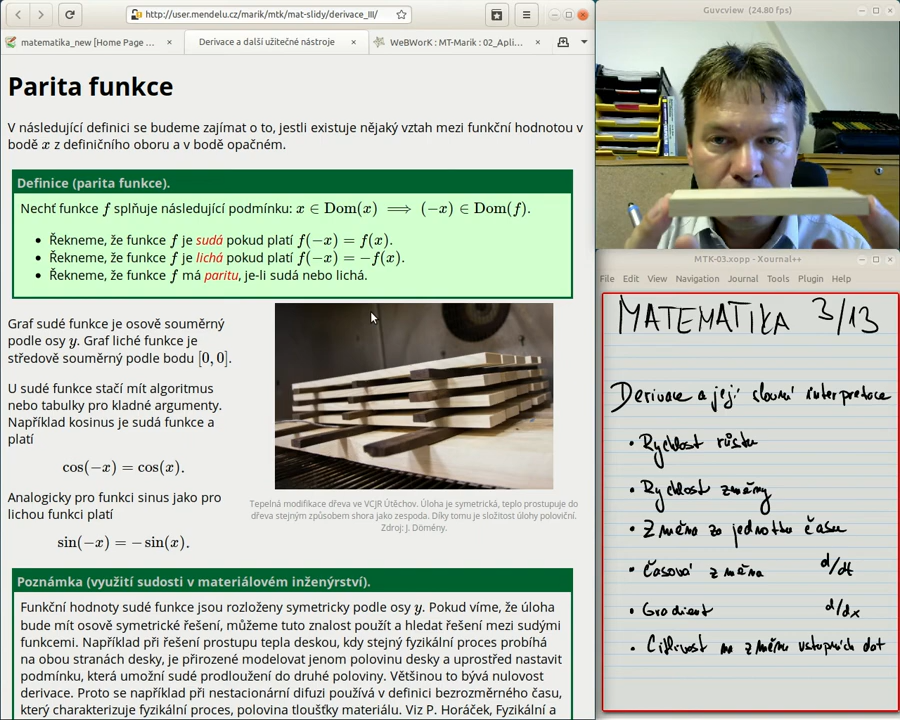 http://user.mendelu.cz/marik/mtk/mat-slidy/derivace_III/
matematika_new [Home Page ...
Derivace a další užitečné nástroje
WeBWorK : MT-Marik : 02_Apli...
Parita funkce
V následující definici se budeme zajímat o to, jestli existuje nějaký vztah mezi funkční hodnotou v
bodě x z definičního oboru a v bodě opačném.
Definice (parita funkce).
Nechť funkce f splňuje následující podmínku: x ∈ Dom(x) ⟹ (−x) ∈ Dom(f).
• Řekneme, že funkce f je sudá pokud platí f(−x) = f(x).
• Řekneme, že funkce f je lichá pokud platí f(−x) = −f(x).
• Řekneme, že funkce f má paritu, je-li sudá nebo lichá.
Graf sudé funkce je osově souměrný
podle osy y. Graf liché funkce je
středově souměrný podle bodu [0, 0].
U sudé funkce stačí mít algoritmus
nebo tabulky pro kladné argumenty.
Například kosinus je sudá funkce a
platí
cos(−x) = cos(x).
Analogicky pro funkci sinus jako pro
lichou funkci platí
sin(−x) = − sin(x).
Tepelná modifikace dřeva ve VCJR Útěchov. Úloha je symetrická, teplo prostupuje do
dřeva stejným způsobem shora jako zespoda. Díky tomu je složitost úlohy poloviční.
Zdroj: J. Dömény.
Poznámka (využití sudosti v materiálovém inženýrství).
Funkční hodnoty sudé funkce jsou rozloženy symetricky podle osy y. Pokud víme, že úloha
bude mít osově symetrické řešení, můžeme tuto znalost použít a hledat řešení mezi sudými
funkcemi. Například při řešení prostupu tepla deskou, kdy stejný fyzikální proces probíhá
na obou stranách desky, je přirozené modelovat jenom polovinu desky a uprostřed nastavit
podmínku, která umožní sudé prodloužení do druhé poloviny. Většinou to bývá nulovost
derivace. Proto se například při nestacionární difuzi používá v definici bezrozměrného času,
který charakterizuje fyzikální proces, polovina tloušťky materiálu. Viz P. Horáček, Fyzikální a
Guvcview (24.80 fps)
MTK-03.xopp - Xournal++
File Edit View Navigation Journal Tools Plugin Help
MATEMATIKA 3/13
Derivace a její slovní interpretace
• Rychlost růstu
• Rychlost změny
• Změna za jednotku času
• Časová změna d/dt
• Gradient d/dx
• Citlivost na změnu vstupních dat